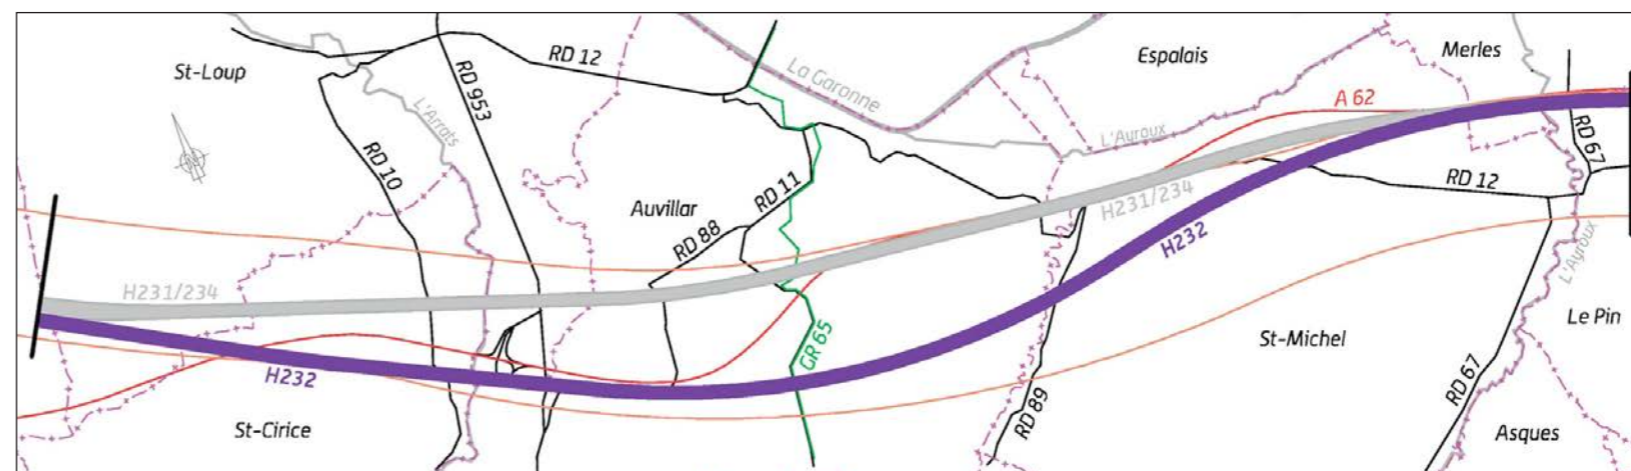 St-Loup
RD 12
RD 953
La Garonne
Espalais
Merles
A 62
L'Arrats
L'Ayroux
RD 67
RD 10
RD 11
RD 12
Auvillar
RD 88
H231/234
H232
L'Ayroux
H231/234
GR 65
St-Michel
Le Pin
H232
RD 89
RD 67
St-Cirice
Asques